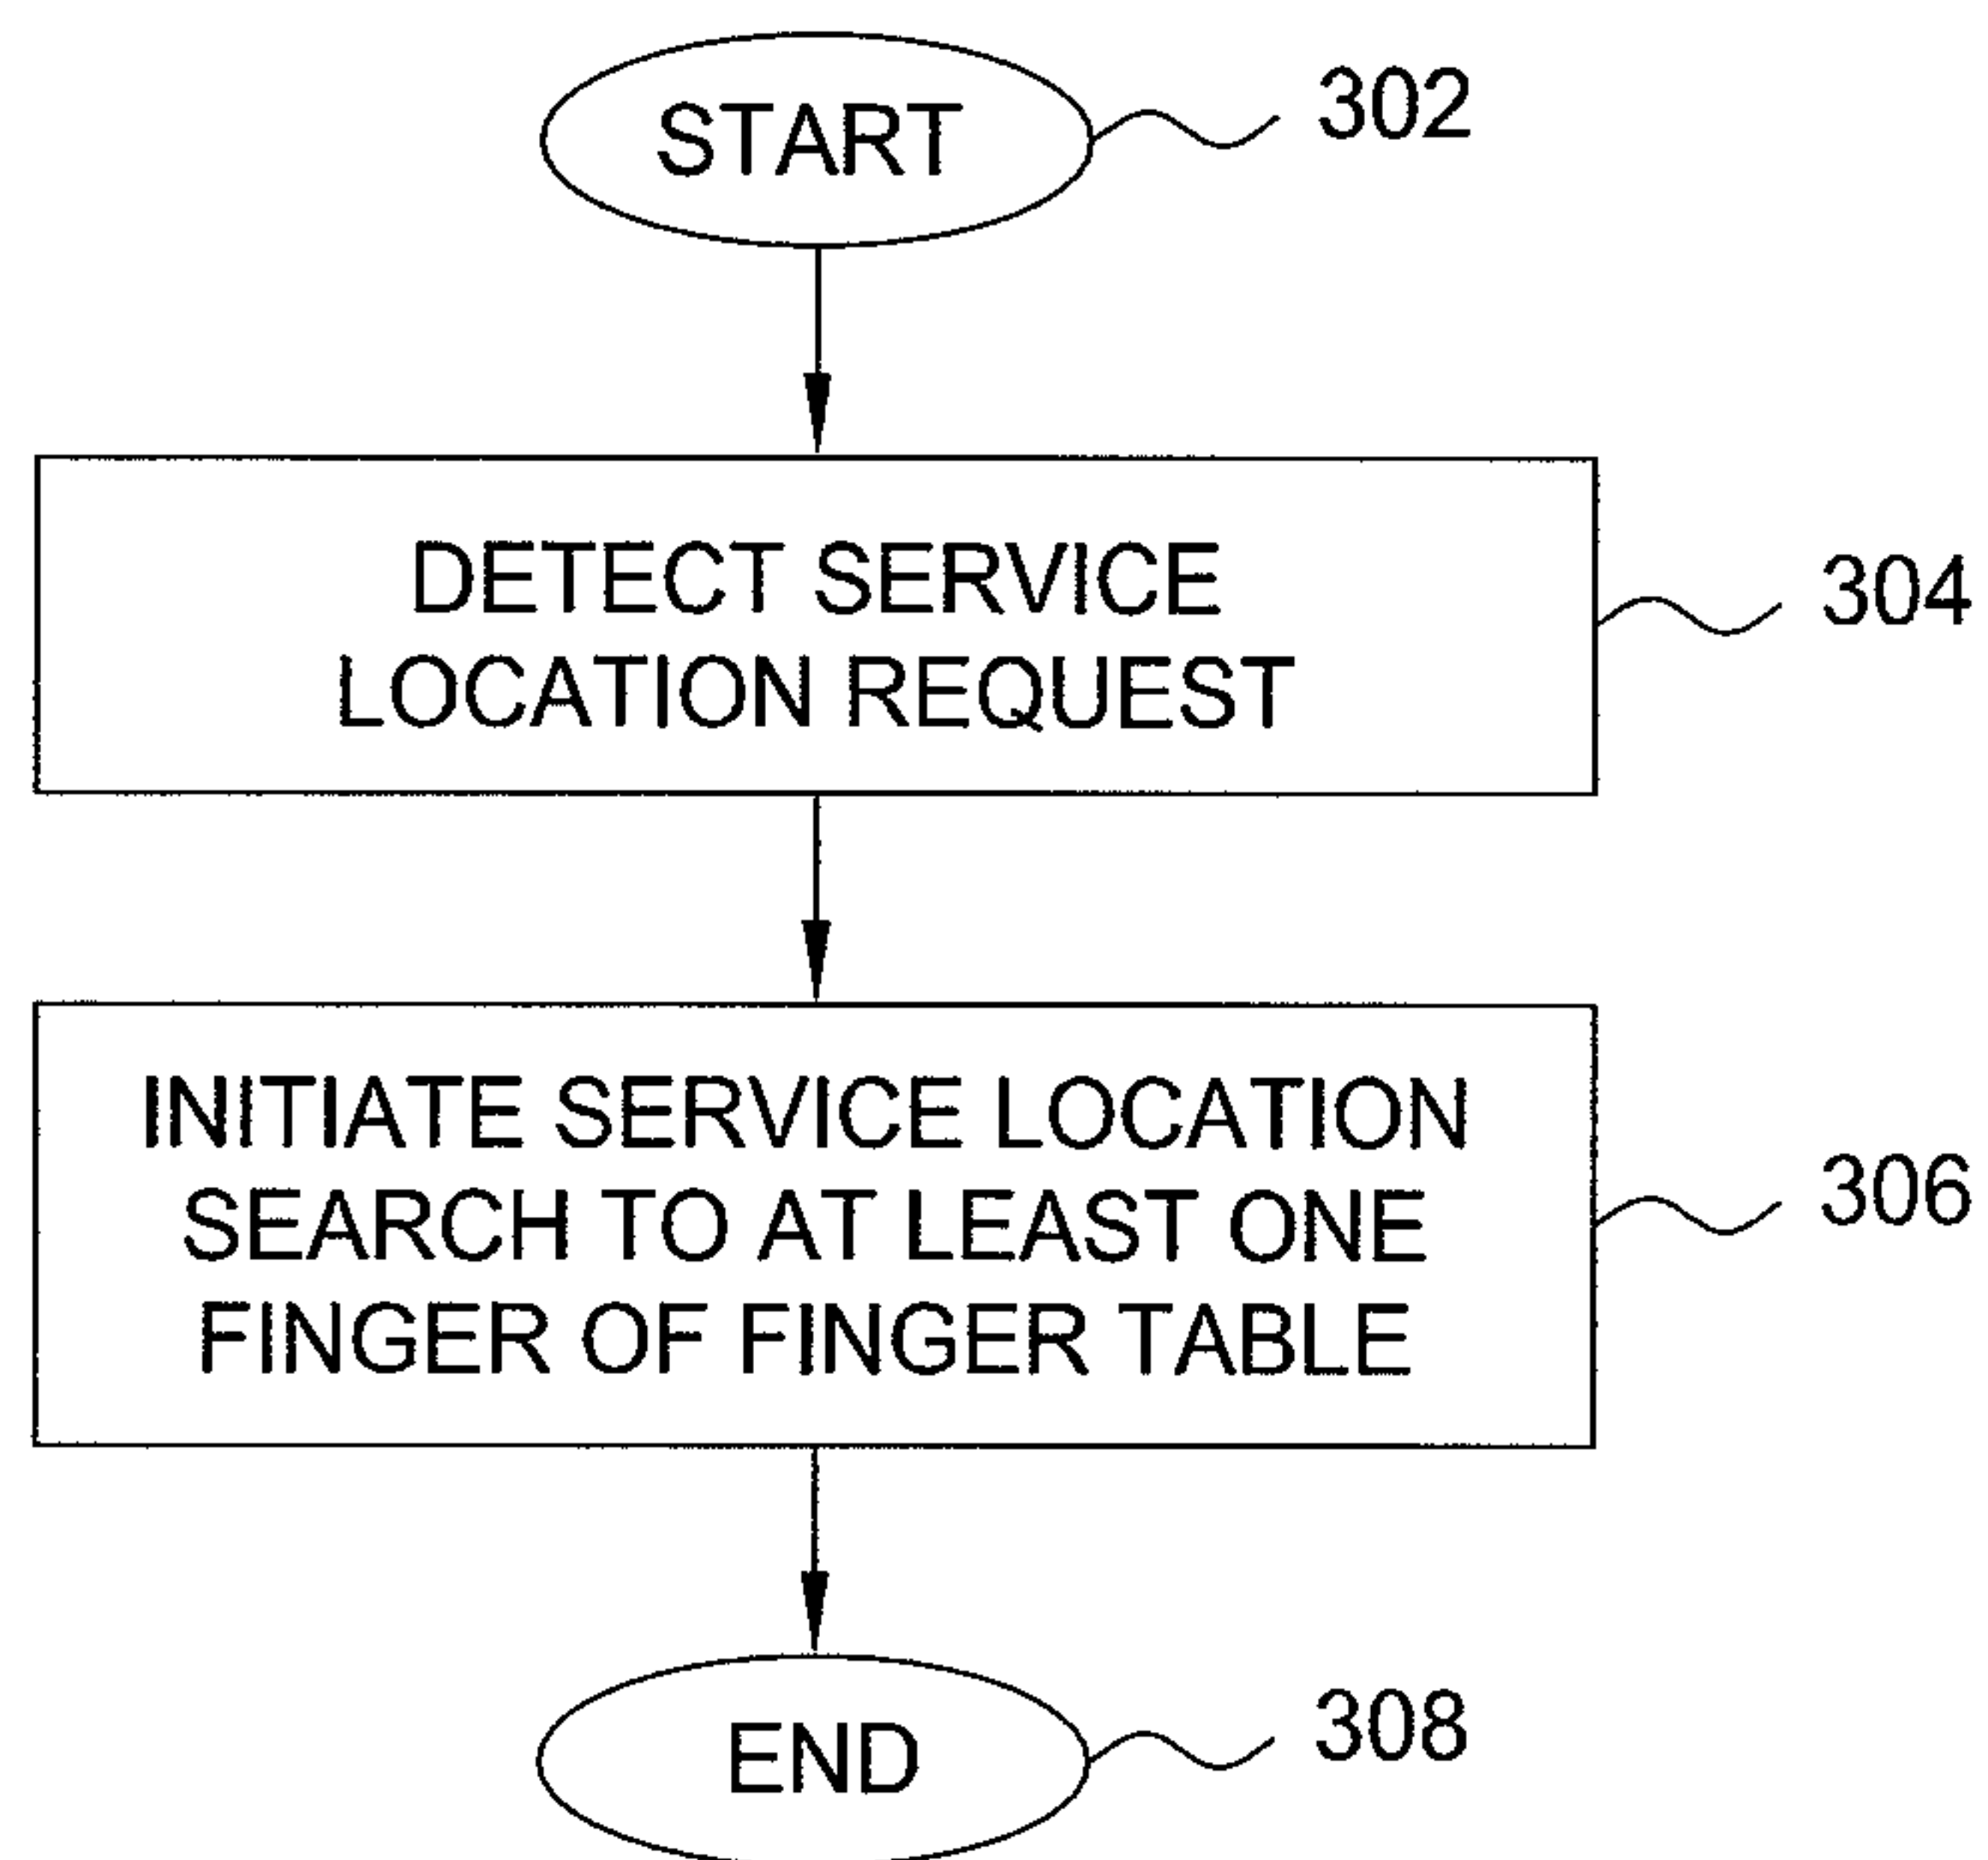 START
302
DETECT SERVICE
LOCATION REQUEST
304
INITIATE SERVICE LOCATION
SEARCH TO AT LEAST ONE
FINGER OF FINGER TABLE
306
END
308